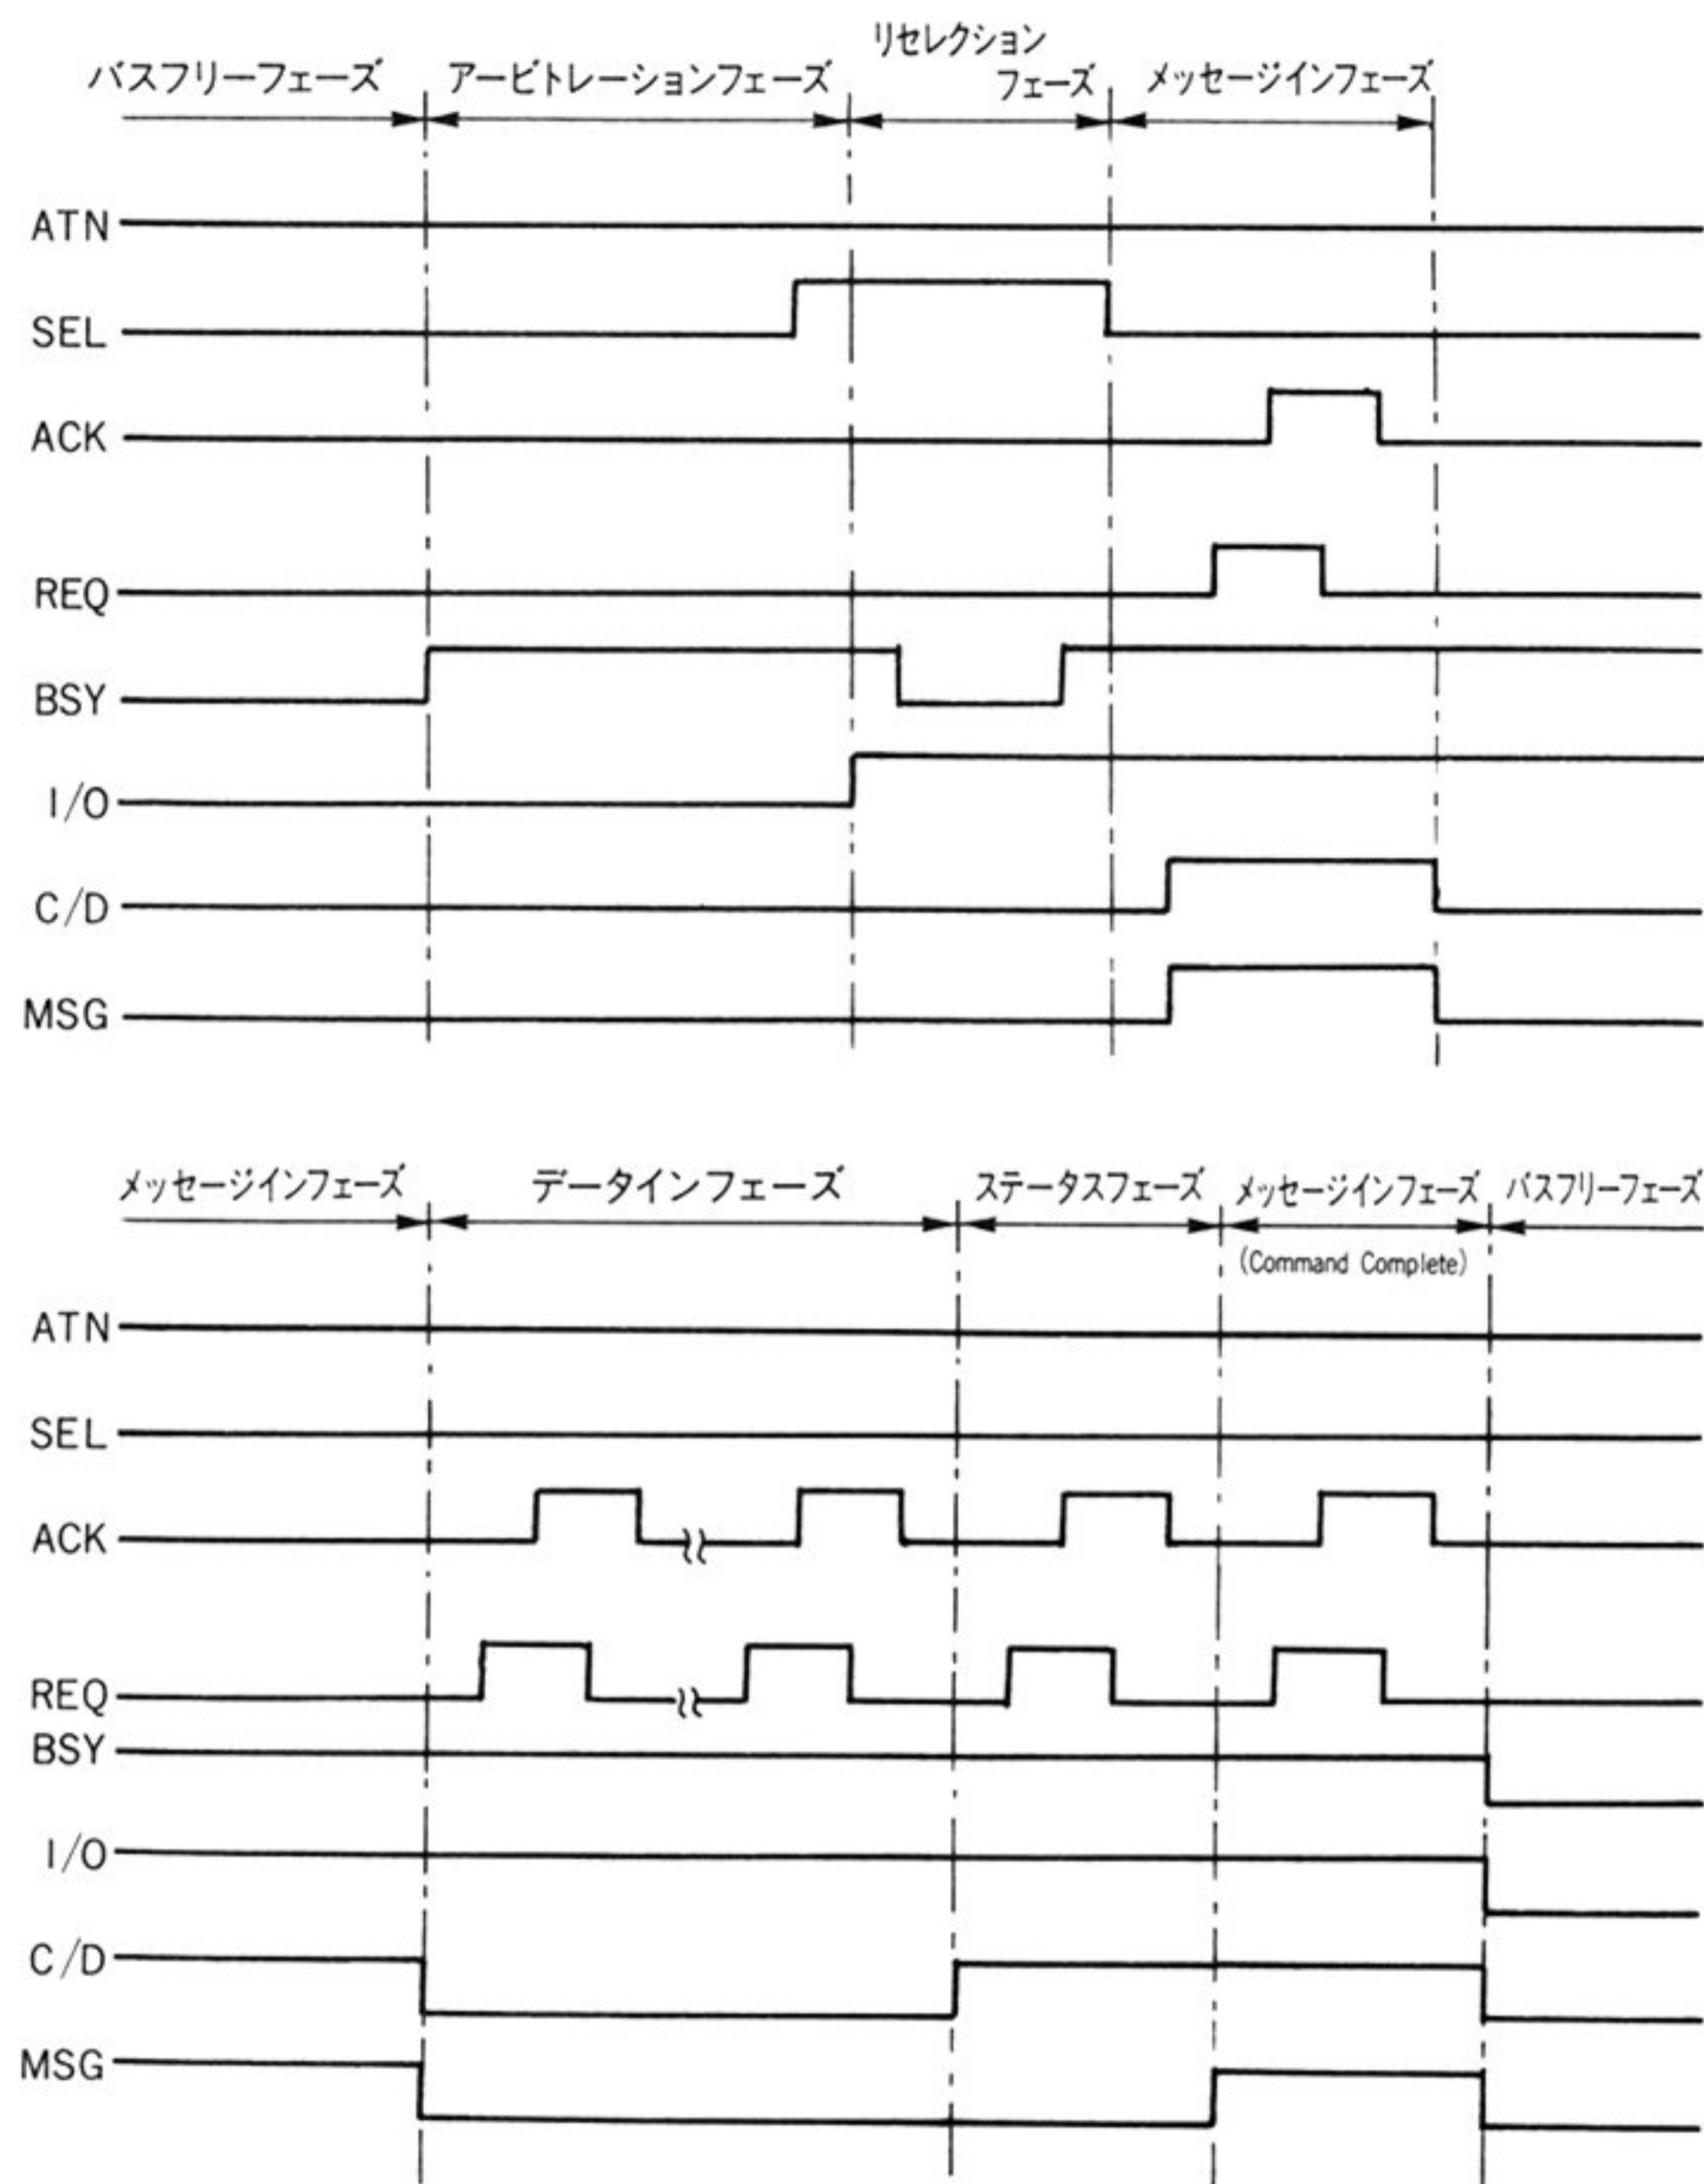 リセレクション
バスフリーフェーズ アービトレーションフェーズ フェーズ メッセージインフェーズ
ATN
SEL
ACK
REQ
BSY
I/O
C/D
MSG
メッセージインフェーズ データインフェーズ ステータスフェーズ メッセージインフェーズ バスフリーフェーズ
(Command Complete)
ATN
SEL
ACK
REQ
BSY
I/O
C/D
MSG